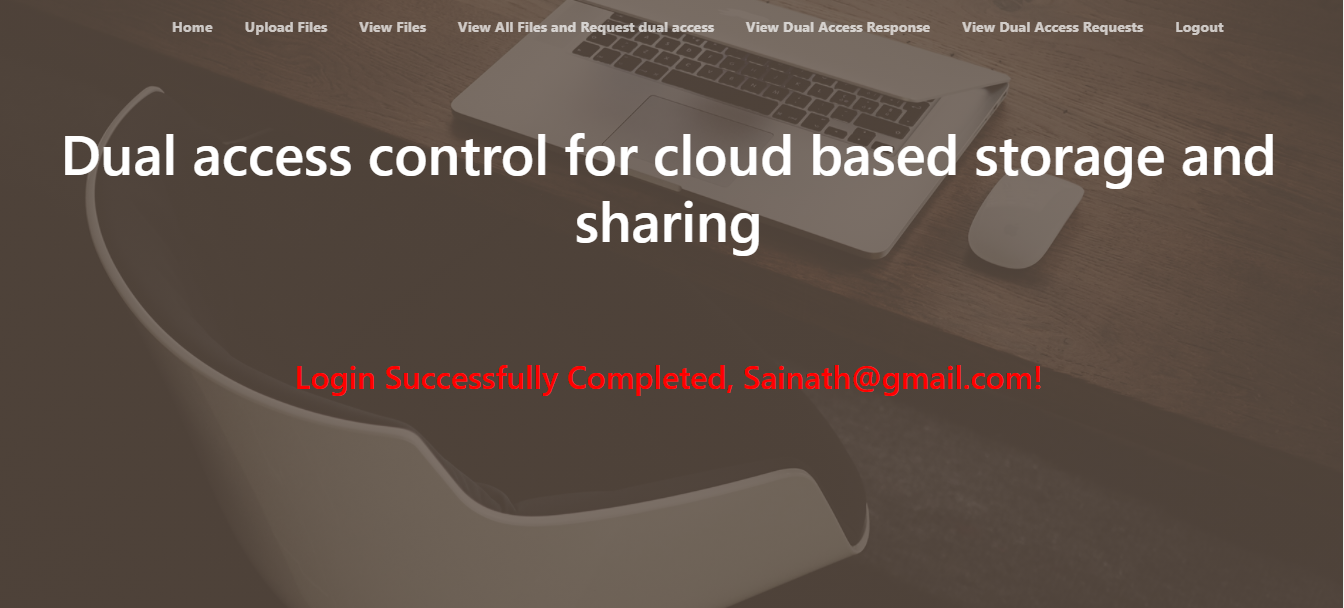 Home Upload Files View Files View All Files and Request dual access View Dual Access Response View Dual Access Requests Logout
Dual access control for cloud based storage and
sharing
Login Successfully Completed, Sainath@gmail.com!